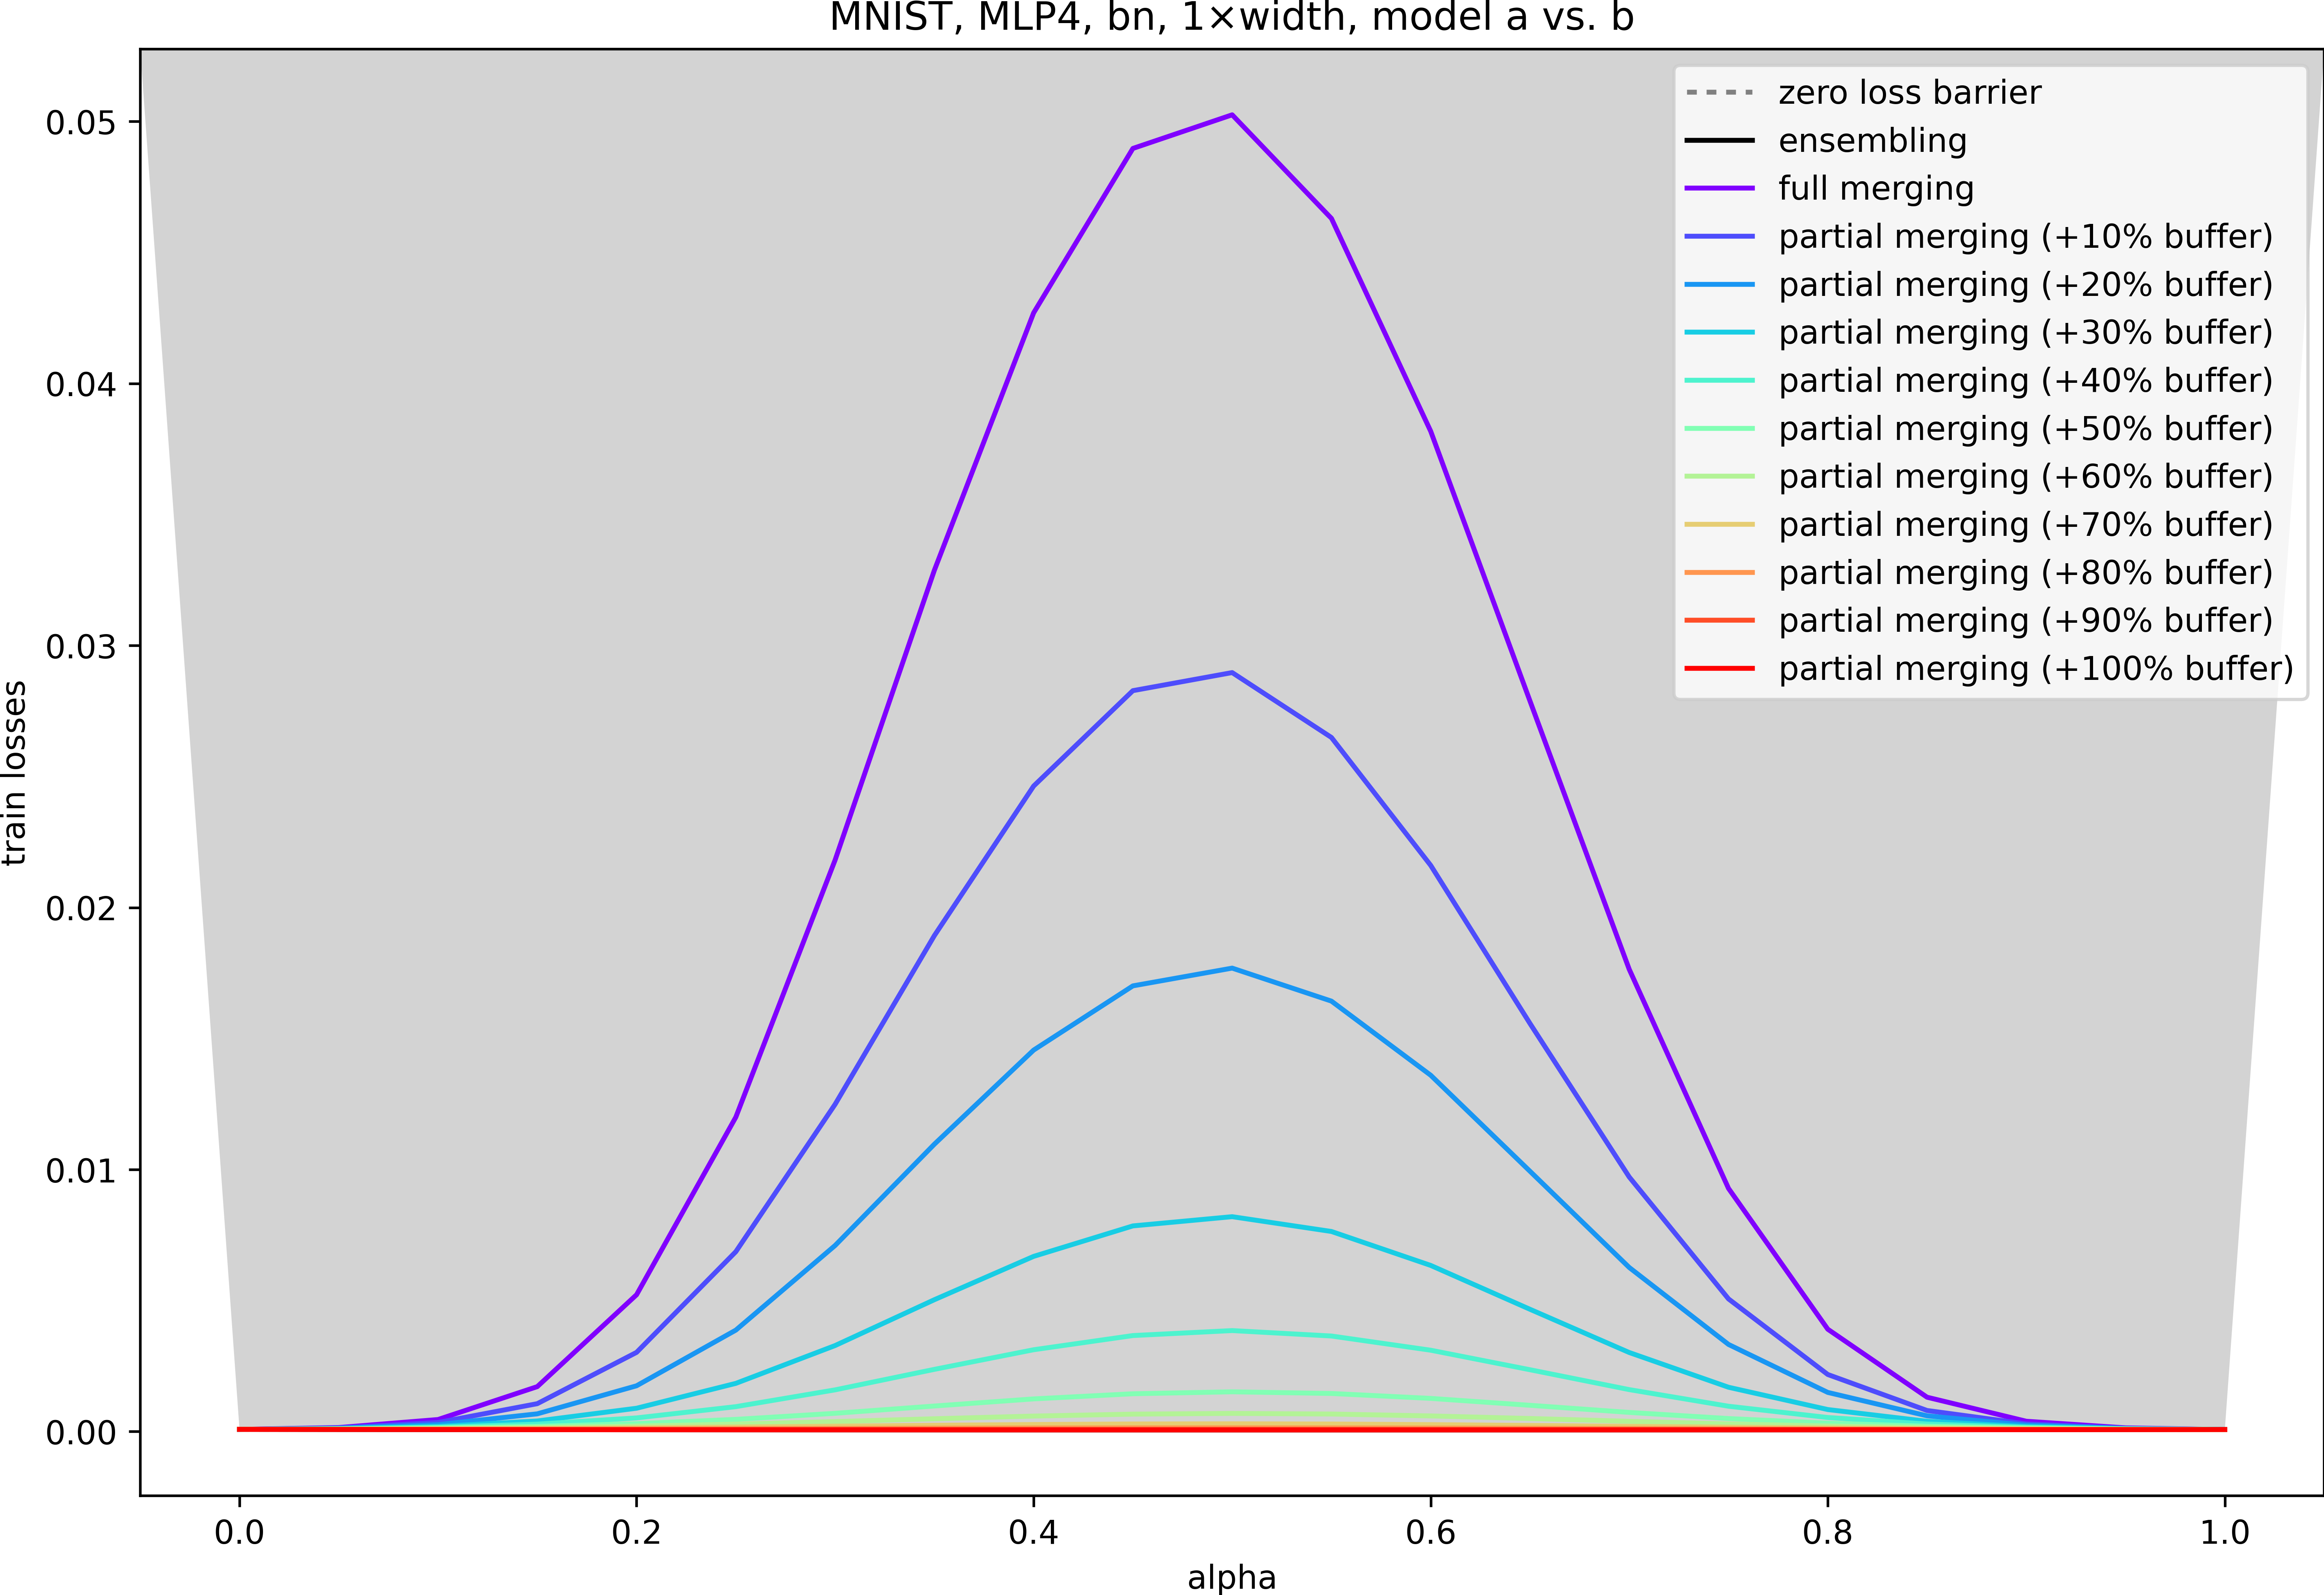 MNIST, MLP4, bn, 1×width, model a vs. b
zero loss barrier
ensembling
full merging
partial merging (+10% buffer)
partial merging (+20% buffer)
partial merging (+30% buffer)
partial merging (+40% buffer)
partial merging (+50% buffer)
partial merging (+60% buffer)
partial merging (+70% buffer)
partial merging (+80% buffer)
partial merging (+90% buffer)
partial merging (+100% buffer)
train losses
0.05
0.04
0.03
0.02
0.01
0.00
0.0 0.2 0.4 0.6 0.8 1.0
alpha